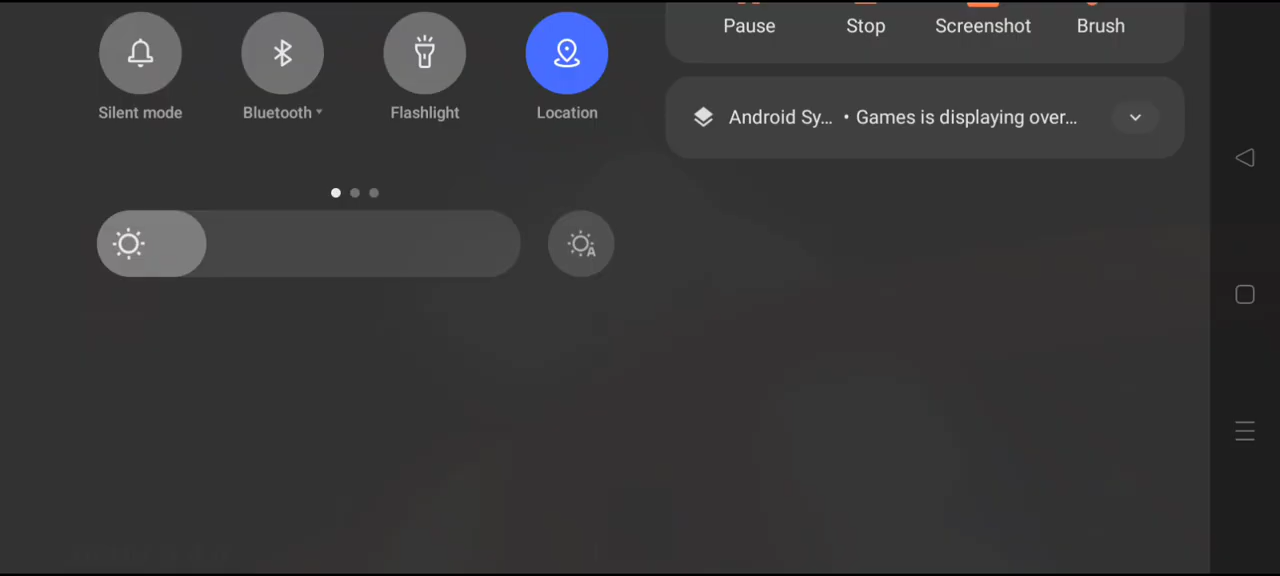 Silent mode
Bluetooth
Flashlight
Location
Pause
Stop
Screenshot
Brush
Android Sy... • Games is displaying over...